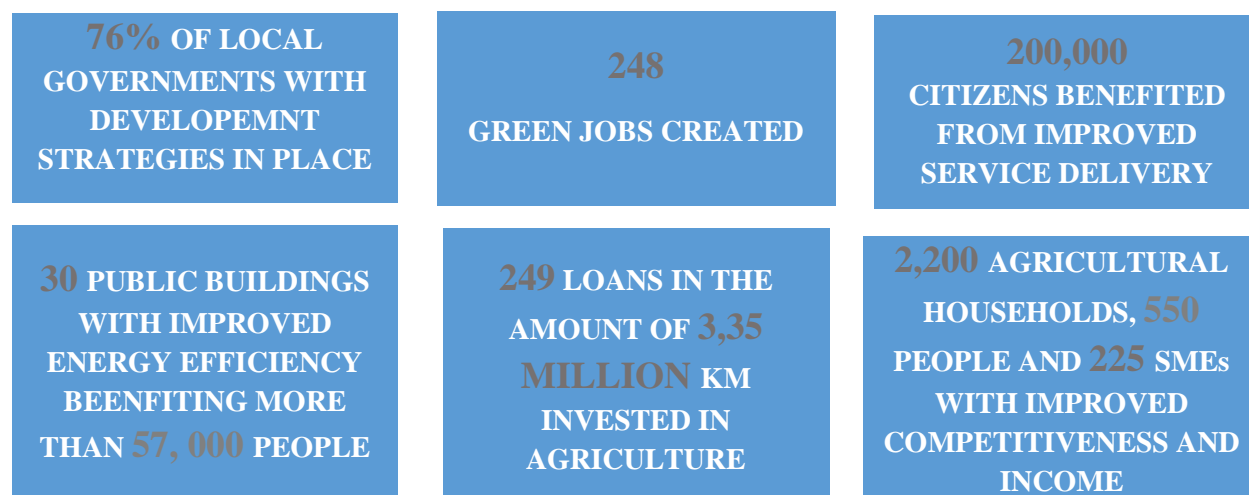 76% OF LOCAL
GOVERNMENTS WITH
DEVELOPEMNT
STRATEGIES IN PLACE
248
GREEN JOBS CREATED
200,000
CITIZENS BENEFITED
FROM IMPROVED
SERVICE DELIVERY
30 PUBLIC BUILDINGS
WITH IMPROVED
ENERGY EFFICIENCY
BEENFITING MORE
THAN 57, 000 PEOPLE
249 LOANS IN THE
AMOUNT OF 3,35
MILLION KM
INVESTED IN
AGRICULTURE
2,200 AGRICULTURAL
HOUSEHOLDS, 550
PEOPLE AND 225 SMEs
WITH IMPROVED
COMPETITIVENESS AND
INCOME